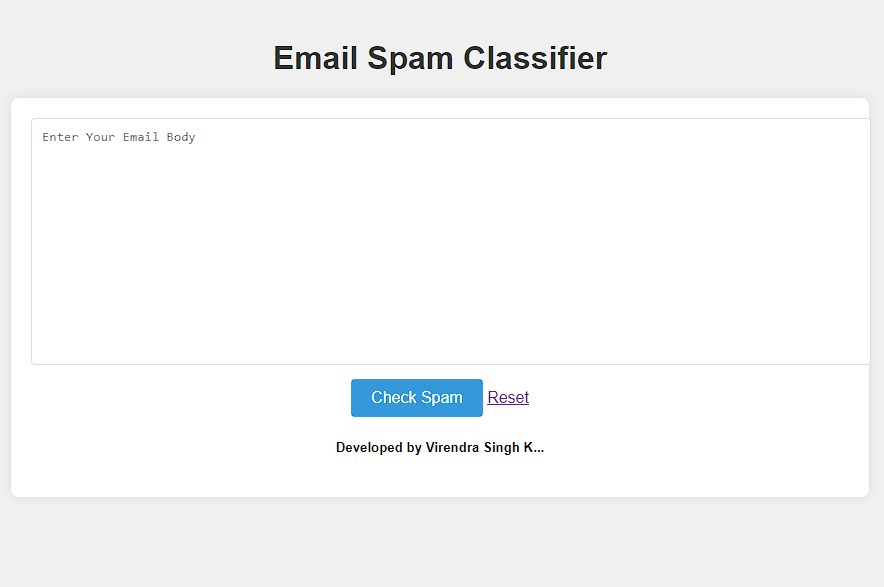 Email Spam Classifier
Enter Your Email Body
Check Spam Reset
Developed by Virendra Singh K...